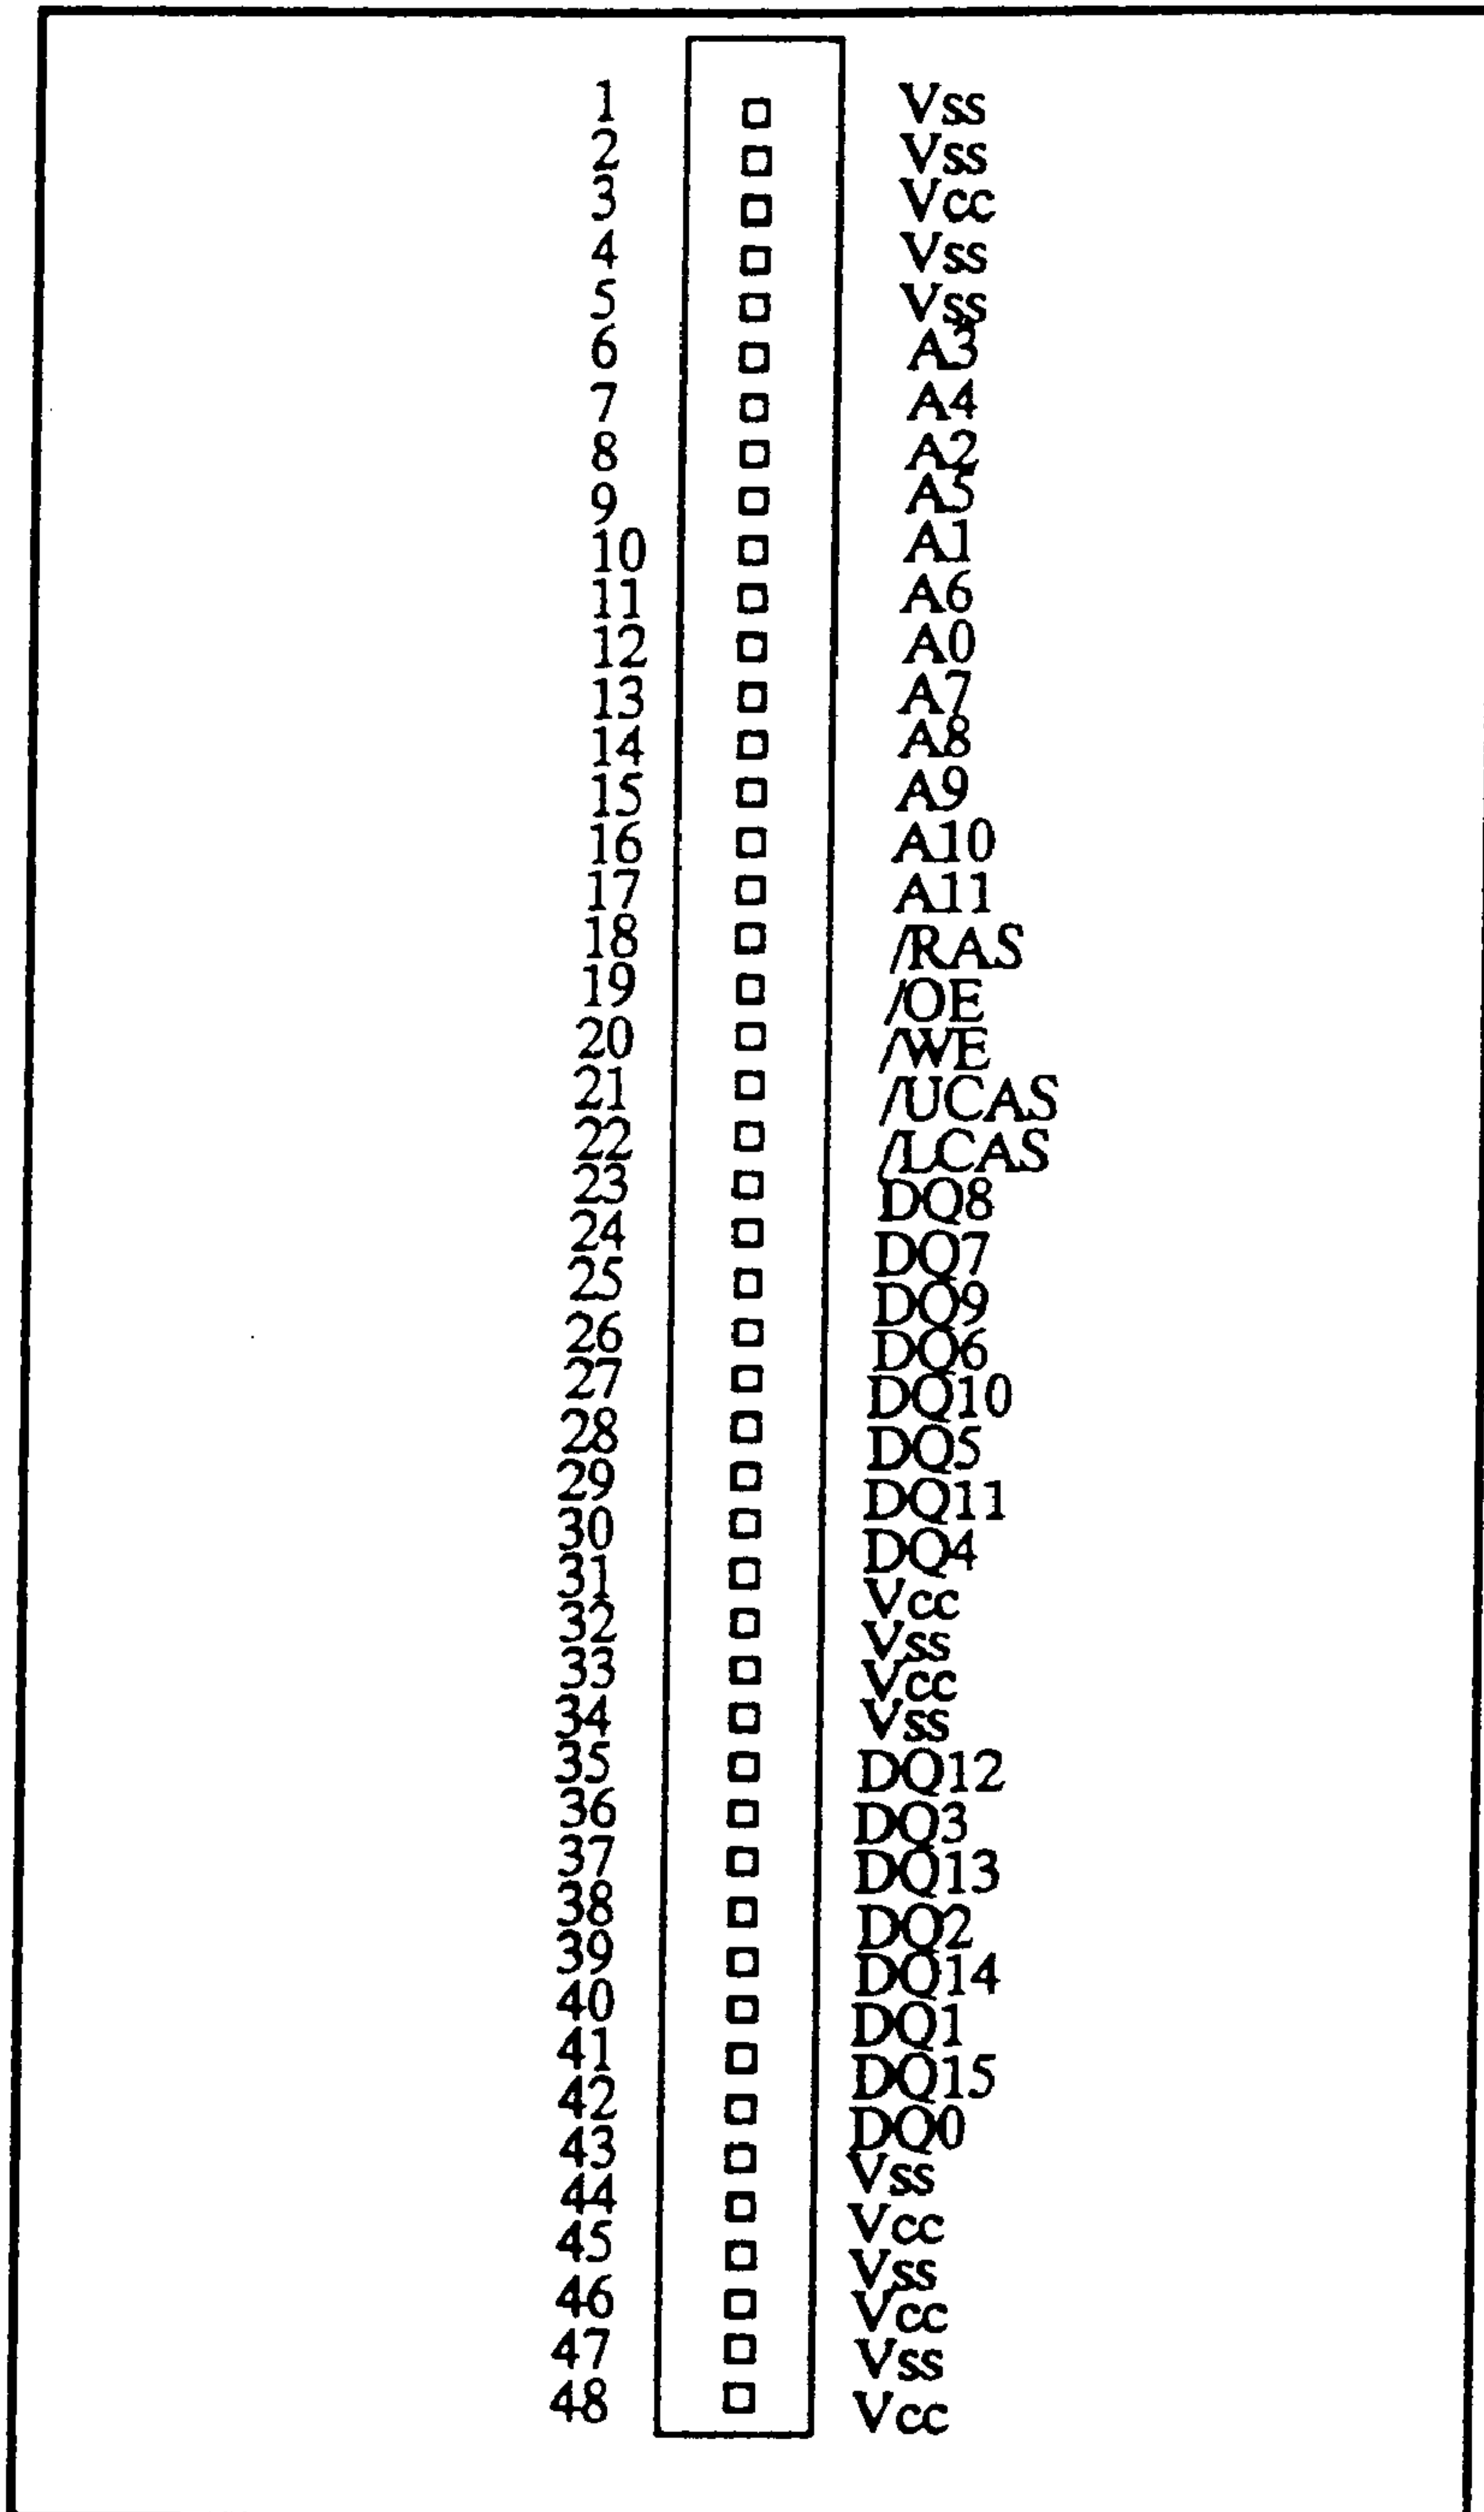 1 Vss
2 Vss
3 Vcc
4 Vss
5 Vss
6 A3
7 A4
8 A2
9 A5
10 A1
11 A6
12 A0
13 A7
14 A8
15 A9
16 A10
17 A11
18 /RAS
19 /OE
20 /WE
21 /UCAS
22 /LCAS
23 DQ8
24 DQ7
25 DQ9
26 DQ6
27 DQ10
28 DQ5
29 DQ11
30 DQ4
31 Vcc
32 Vss
33 Vcc
34 Vss
35 DQ12
36 DQ3
37 DQ13
38 DQ2
39 DQ14
40 DQ1
41 DQ15
42 DQ0
43 Vss
44 Vcc
45 Vss
46 Vcc
47 Vss
48 Vcc